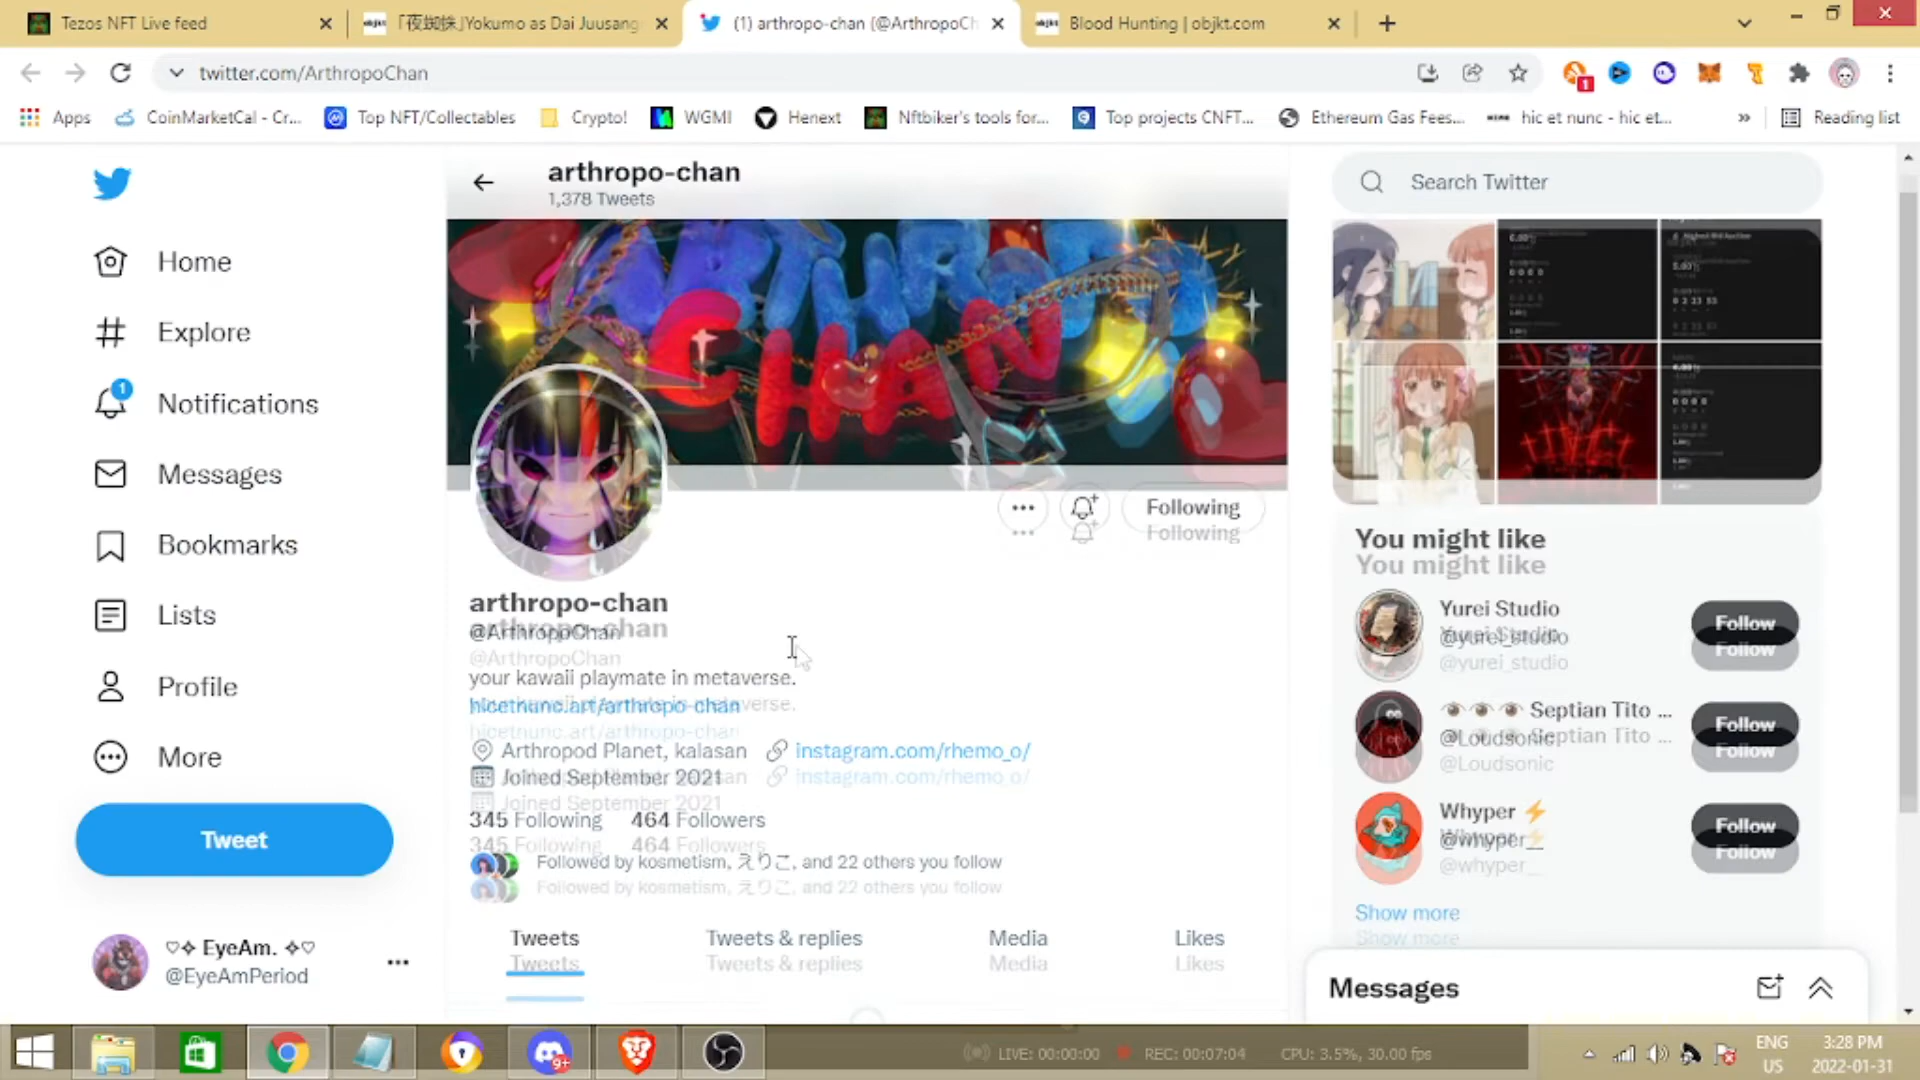 Tezos NFT Live feed
「夜蜘蛛」Yokumo as Dai Juusang
(1) arthropo-chan (@ArthropoCh
Blood Hunting | objkt.com
twitter.com/ArthropoChan
1
Apps
CoinMarketCal - Cr...
Top NFT/Collectables
Crypto!
WGMI
Henext
Nftbiker's tools for...
Top projects CNFT...
Ethereum Gas Fees...
hic et nunc - hic et...
»
Reading list
arthropo-chan
1,378 Tweets
Search Twitter
Home
Explore
1
Notifications
Messages
Bookmarks
Lists
Profile
More
Tweet
♡✧ EyeAm. ✧♡
@EyeAmPeriod
CHAN
Following
arthropo-chan
@ArthropoChan
your kawaii playmate in metaverse.
hicetnunc.art/arthropo-chan
Arthropod Planet, kalasan
instagram.com/rhemo_o/
Joined September 2021
345 Following
464 Followers
Followed by kosmetism, えりこ, and 22 others you follow
Tweets
Tweets & replies
Media
Likes
You might like
Yurei Studio
@yurei_studio
Follow
Septian Tito ...
@Loudsonic
Follow
Whyper ⚡
@whyper__
Follow
Show more
Messages
9+
LIVE: 00:00:00
REC: 00:07:04
CPU: 3.5%, 30.00 fps
ENG
US
3:28 PM
2022-01-31